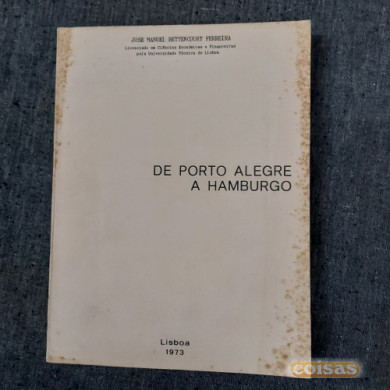 JOSE MANUEL BETTENCOURT FERREIRA
Licenciado em Ciências Económicas e Financeiras
pela Universidade Técnica de Lisboa
DE PORTO ALEGRE
A HAMBURGO
Lisboa
1973
coisas